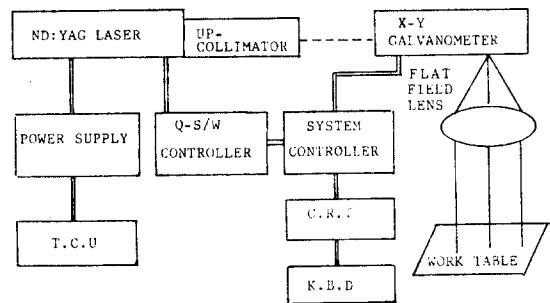 ND:YAG LASER
UP-
COLLIMATOR
X-Y
GALVANOMETER
FLAT
FIELD
LENS
POWER SUPPLY
Q-S/W
CONTROLLER
SYSTEM
CONTROLLER
T.C.U
C.R.T
K.B.D
WORK TABLE